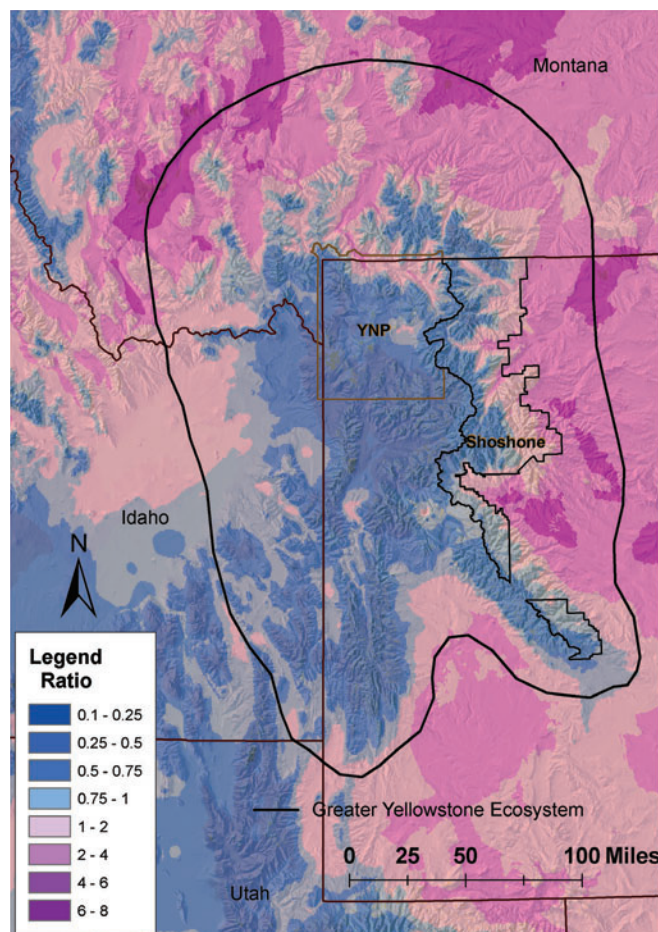 Montana
YNP
Shoshone
Idaho
N
Legend
Ratio
0.1 - 0.25
0.25 - 0.5
0.5 - 0.75
0.75 - 1
1 - 2
2 - 4
4 - 6
6 - 8
Greater Yellowstone Ecosystem
0 25 50 100 Miles
Utah